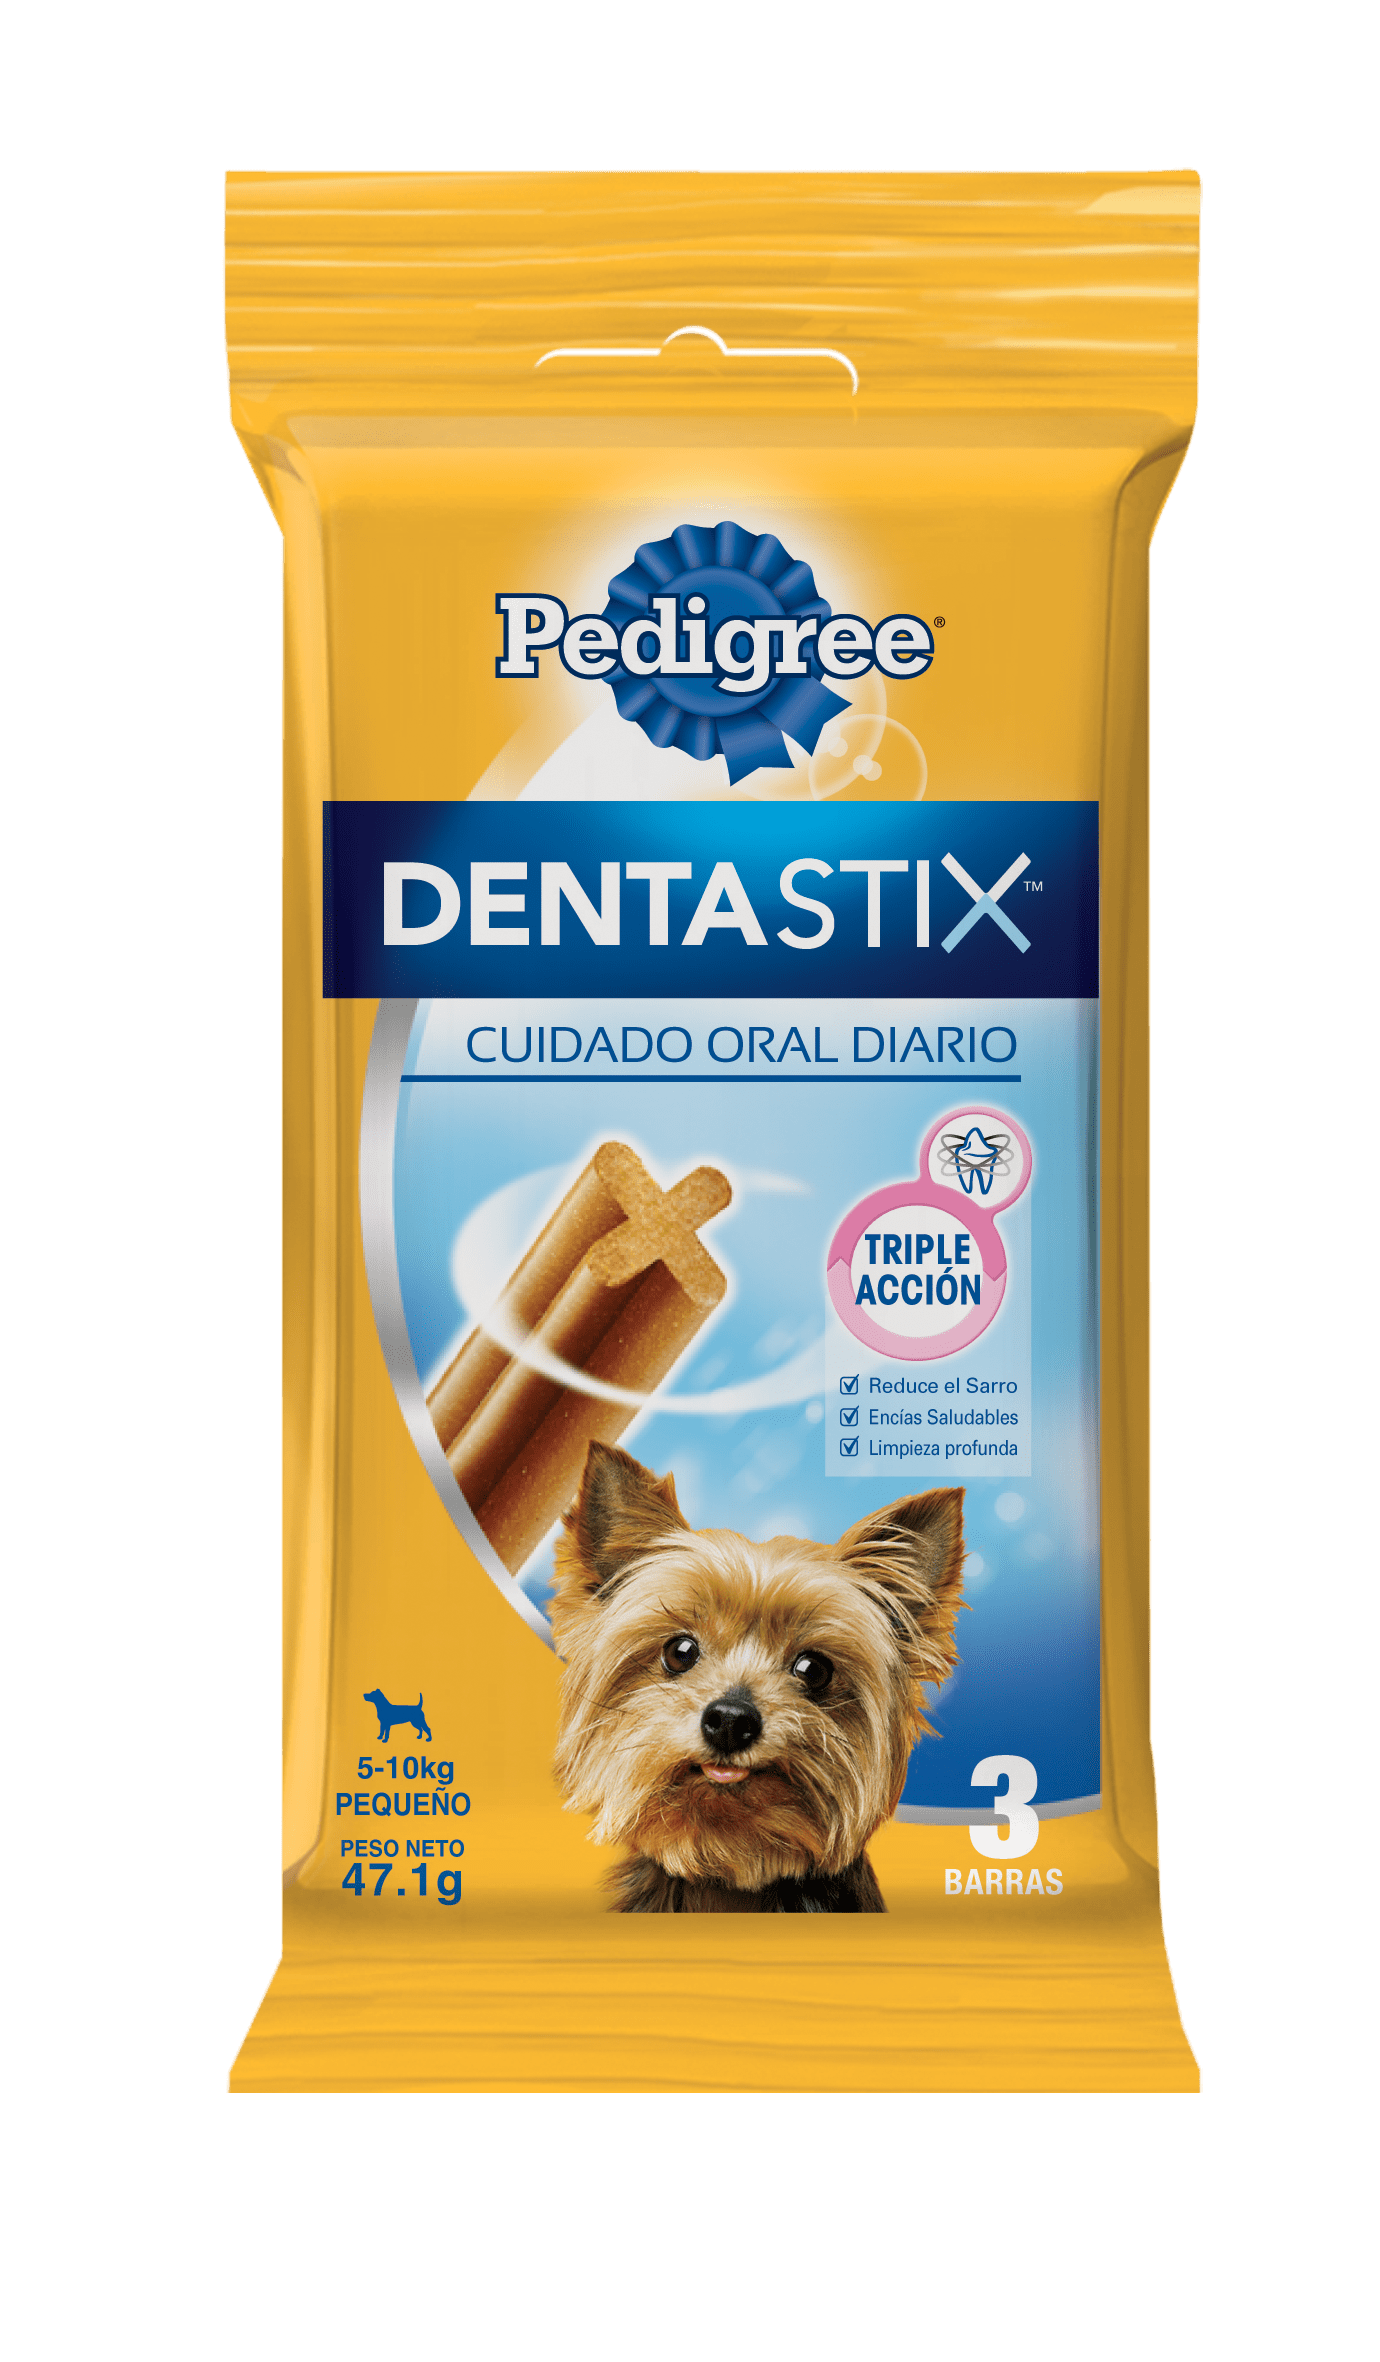 Pedigree®
DENTASTIX™
CUIDADO ORAL DIARIO
TRIPLE
ACCIÓN
Reduce el Sarro
Encías Saludables
Limpieza profunda
5-10kg
PEQUEÑO
PESO NETO
47.1g
3
BARRAS